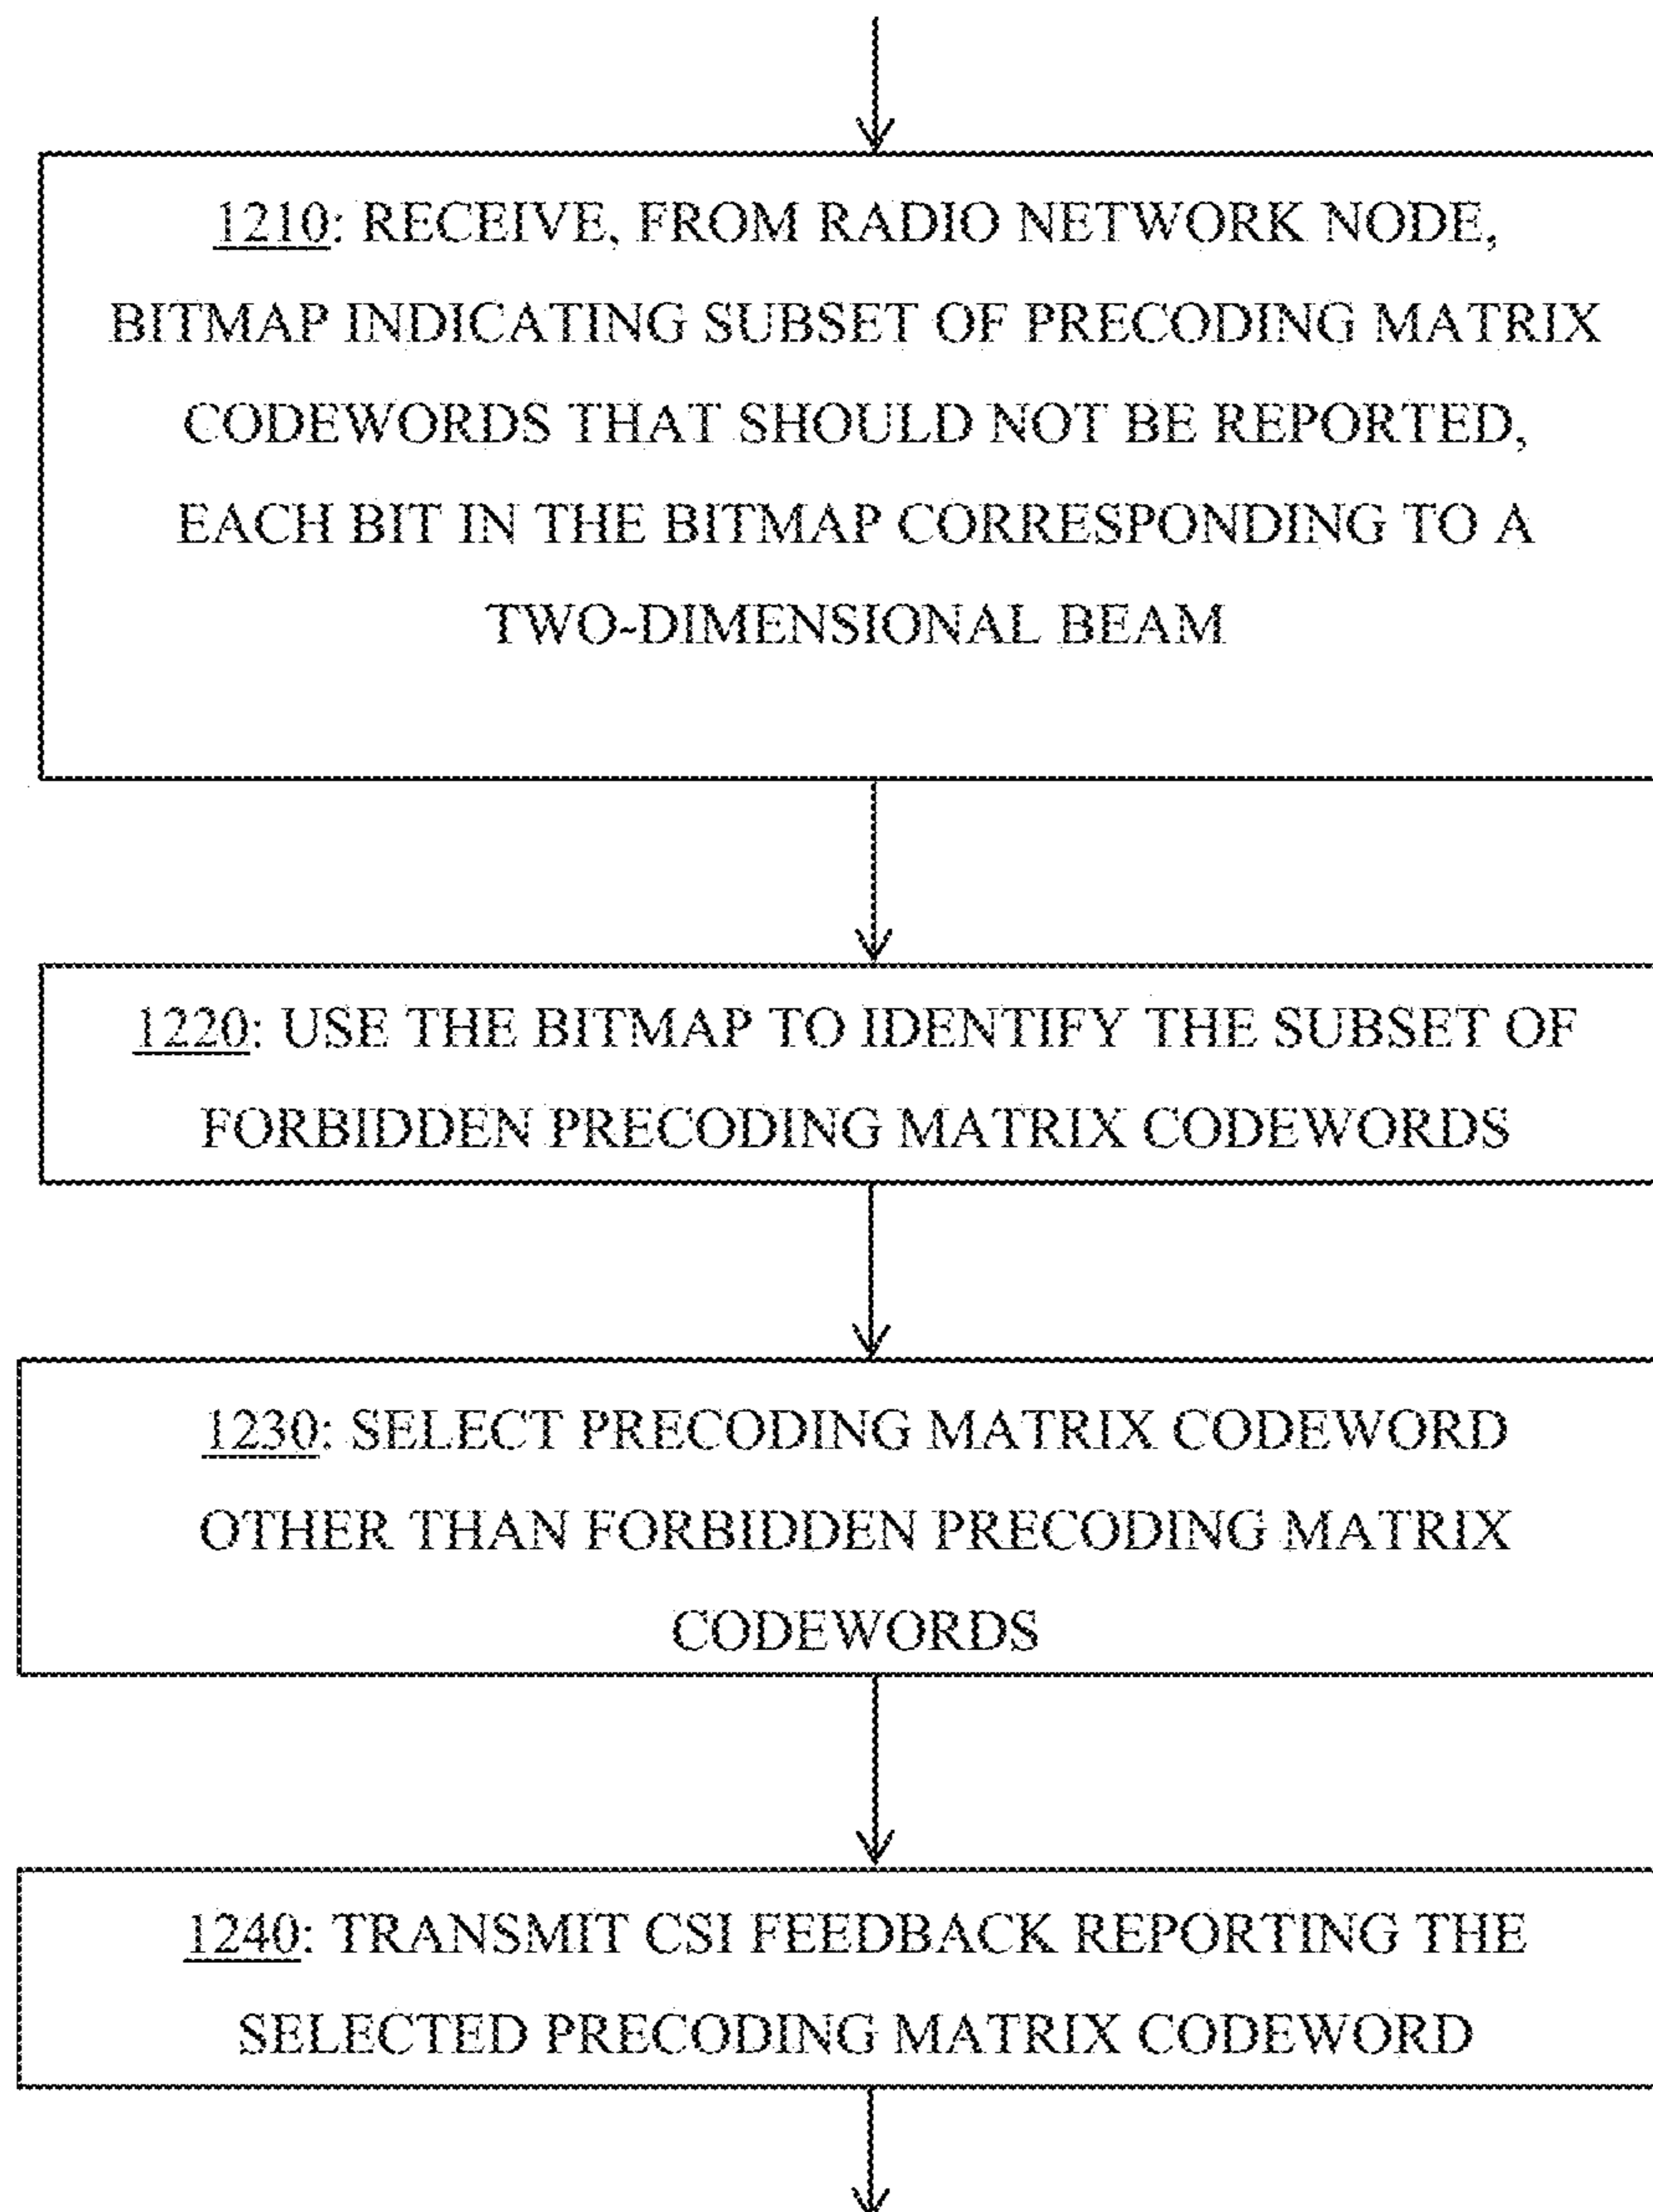 1210: RECEIVE, FROM RADIO NETWORK NODE,
BITMAP INDICATING SUBSET OF PRECODING MATRIX
CODEWORDS THAT SHOULD NOT BE REPORTED,
EACH BIT IN THE BITMAP CORRESPONDING TO A
TWO-DIMENSIONAL BEAM
1220: USE THE BITMAP TO IDENTIFY THE SUBSET OF
FORBIDDEN PRECODING MATRIX CODEWORDS
1230: SELECT PRECODING MATRIX CODEWORD
OTHER THAN FORBIDDEN PRECODING MATRIX
CODEWORDS
1240: TRANSMIT CSI FEEDBACK REPORTING THE
SELECTED PRECODING MATRIX CODEWORD